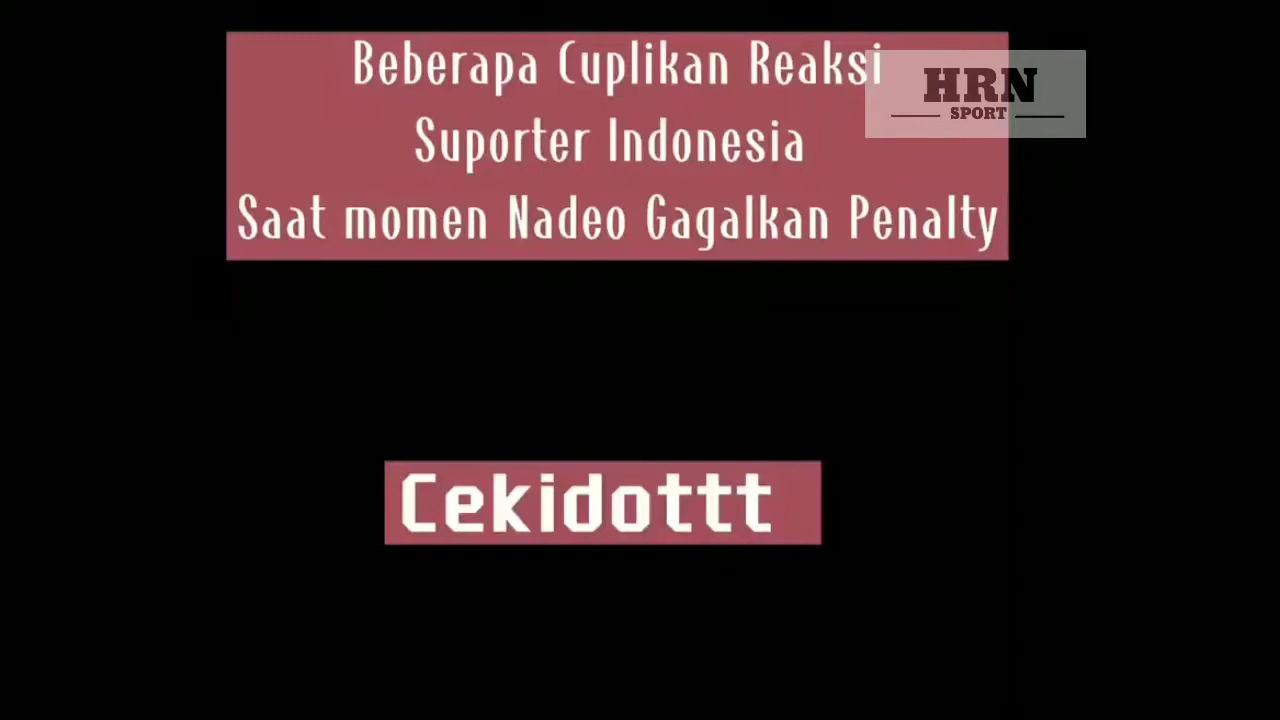 Beberapa Cuplikan Reaksi
Suporter Indonesia
Saat momen Nadeo Gagalkan Penalty
HRN
SPORT
Cekidottt